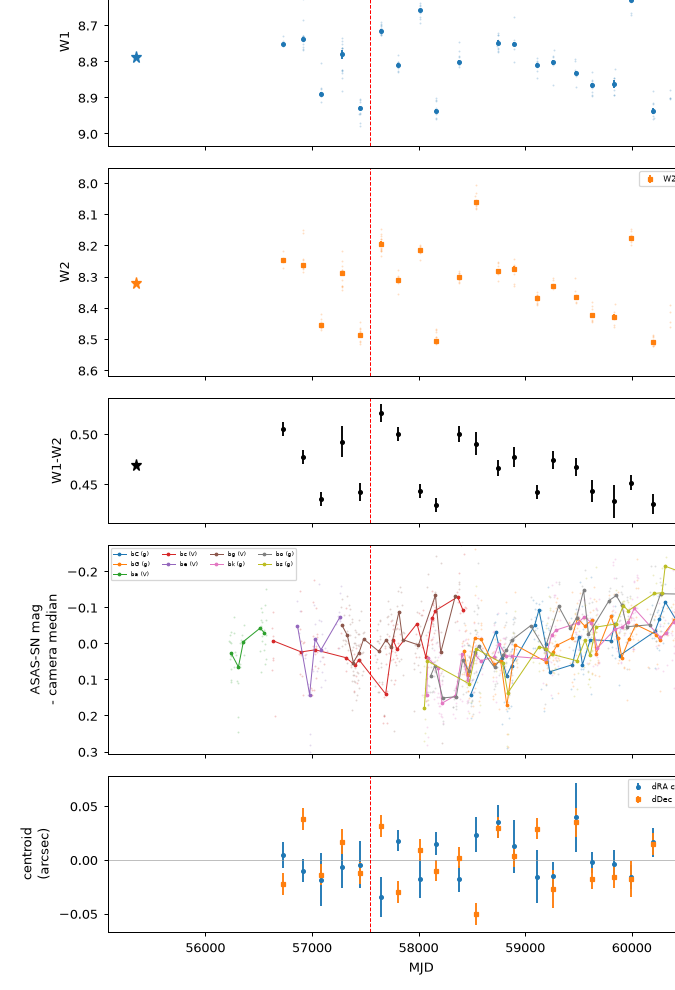 8.7
8.8
8.9
9.0
W1
8.0
8.1
8.2
8.3
8.4
8.5
8.6
W2
W2
0.50
0.45
W1-W2
−0.2
−0.1
0.0
0.1
0.2
0.3
ASAS-SN mag
- camera median
bC (g) bc (V) bg (V) bo (g)
bG (g) be (V) bk (g) bz (g)
ba (V)
0.05
0.00
−0.05
centroid
(arcsec)
dRA c
dDec
56000 57000 58000 59000 60000
MJD